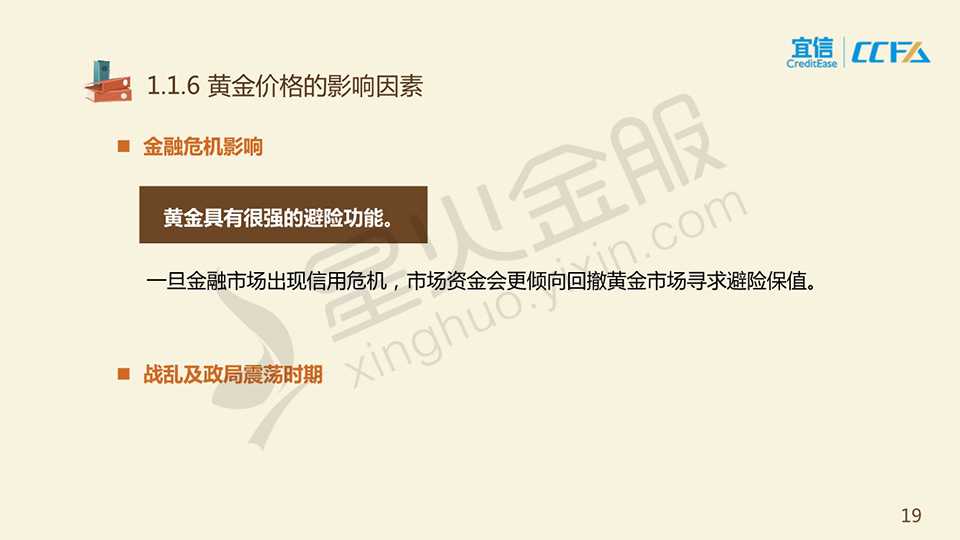 宜信
CreditEase
CCFA
1.1.6 黄金价格的影响因素
金融危机影响
黄金具有很强的避险功能。
一旦金融市场出现信用危机，市场资金会更倾向回撤黄金市场寻求避险保值。
战乱及政局震荡时期
星火金服
xinghuo.yixin.com
19